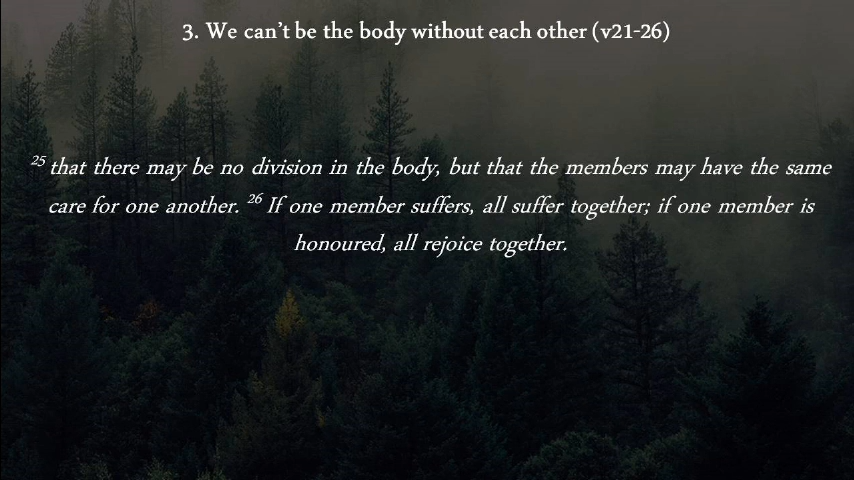 3. We can't be the body without each other (v21-26)
25 that there may be no division in the body, but that the members may have the same
care for one another. 26 If one member suffers, all suffer together; if one member is
honoured, all rejoice together.